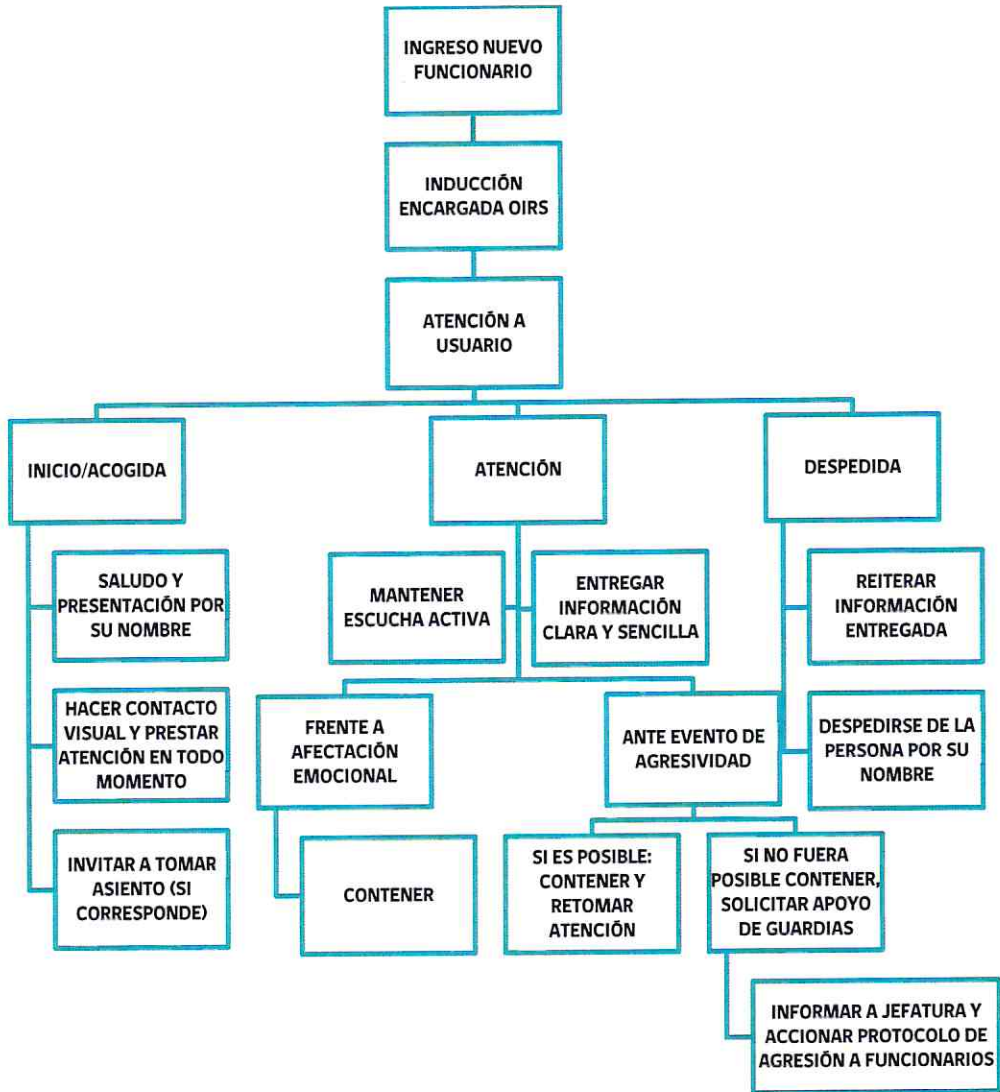 INGRESO NUEVO
FUNCIONARIO
INDUCCIÓN
ENCARGADA OIRS
ATENCIÓN A
USUARIO
INICIO/ACOGIDA
ATENCIÓN
DESPEDIDA
SALUDO Y
PRESENTACIÓN POR
SU NOMBRE
HACER CONTACTO
VISUAL Y PRESTAR
ATENCIÓN EN TODO
MOMENTO
INVITAR A TOMAR
ASIENTO (SI
CORRESPONDE)
MANTENER
ESCUCHA ACTIVA
ENTREGAR
INFORMACIÓN
CLARA Y SENCILLA
FRENTE A
AFECTACIÓN
EMOCIONAL
CONTENER
ANTE EVENTO DE
AGRESIVIDAD
SI ES POSIBLE:
CONTENER Y
RETOMAR
ATENCIÓN
SI NO FUERA
POSIBLE CONTENER,
SOLICITAR APOYO
DE GUARDIAS
INFORMAR A JEFATURA Y
ACCIONAR PROTOCOLO DE
AGRESIÓN A FUNCIONARIOS
REITERAR
INFORMACIÓN
ENTREGADA
DESPEDIRSE DE LA
PERSONA POR SU
NOMBRE